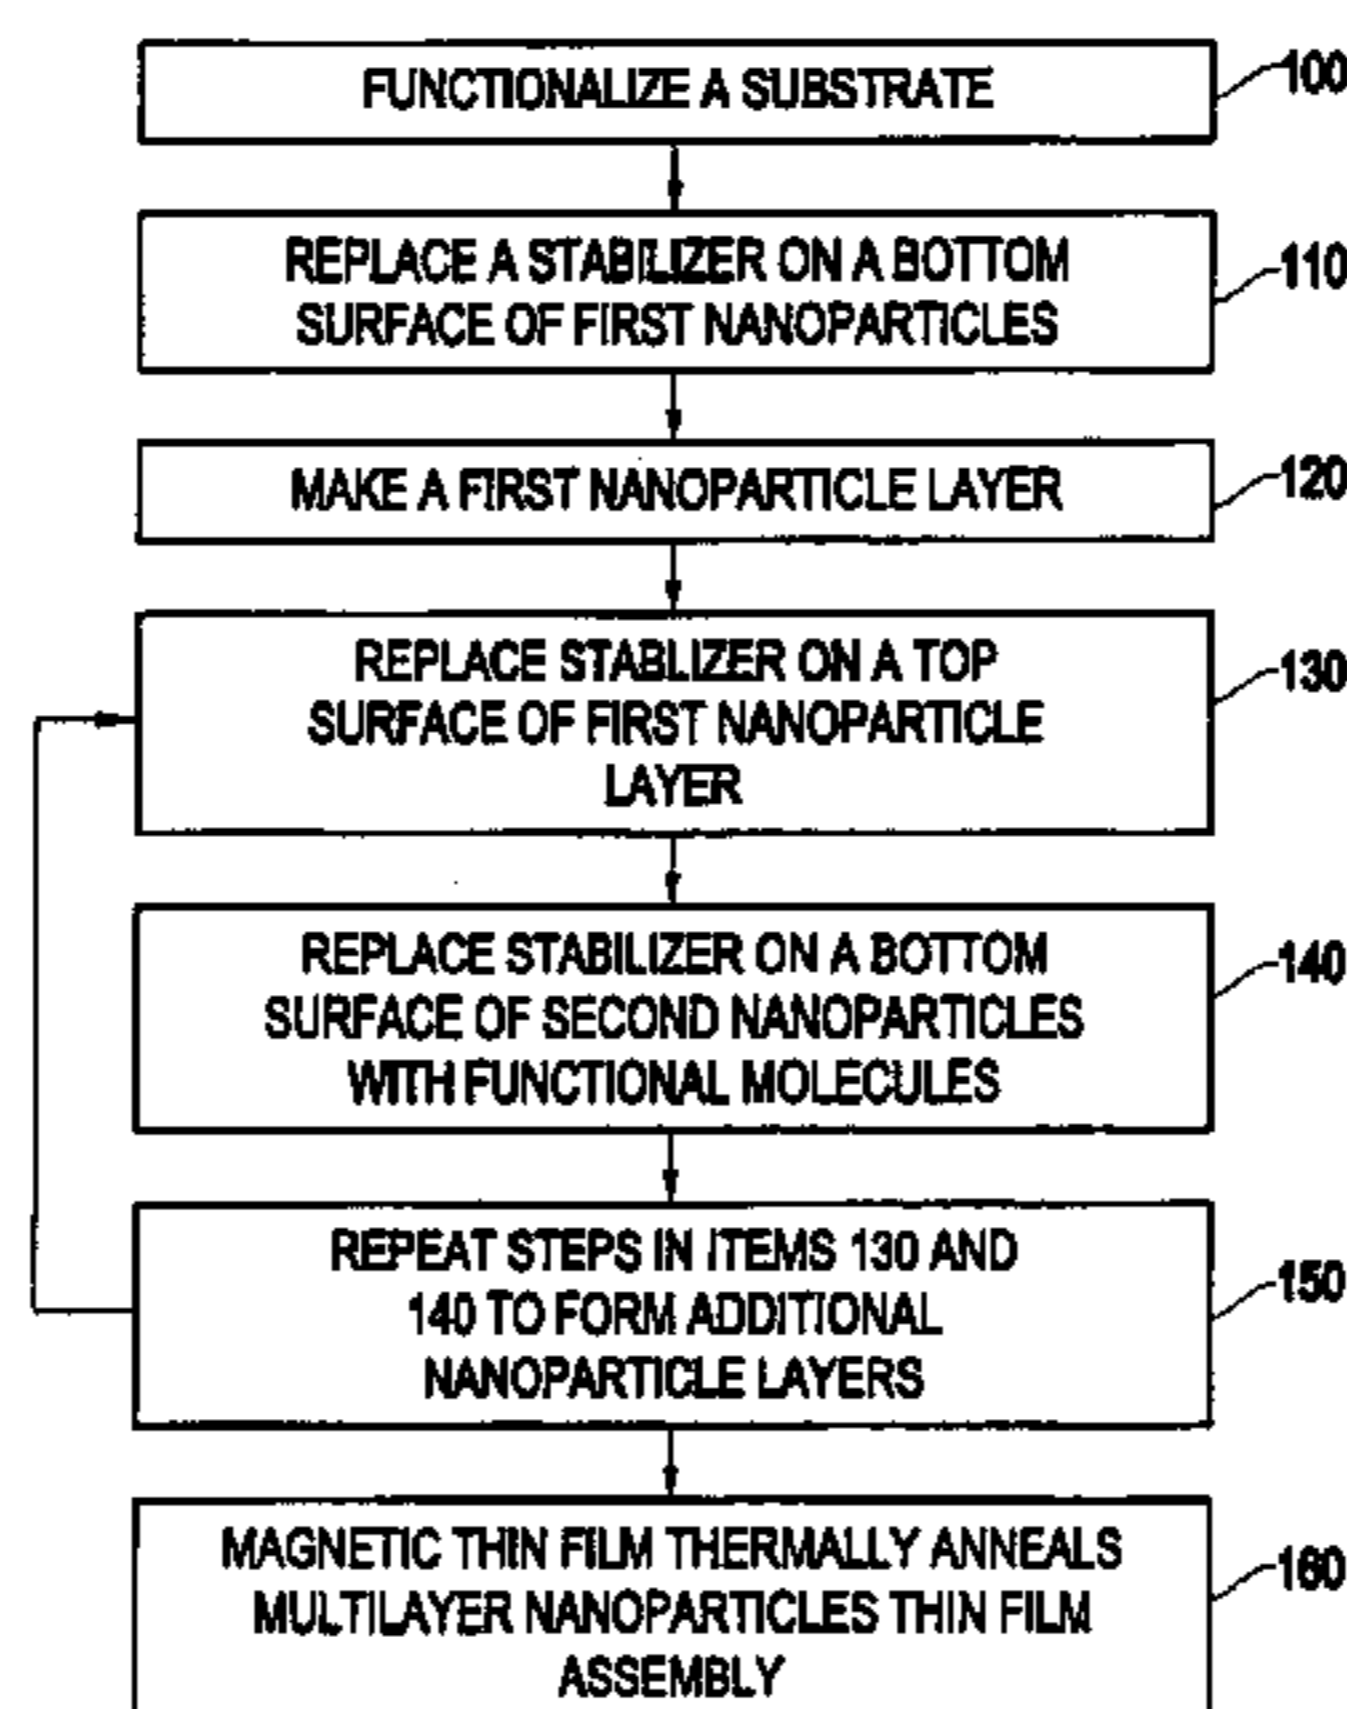 FUNCTIONALIZE A SUBSTRATE
100
REPLACE A STABILIZER ON A BOTTOM
SURFACE OF FIRST NANOPARTICLES
110
MAKE A FIRST NANOPARTICLE LAYER
120
REPLACE STABLIZER ON A TOP
SURFACE OF FIRST NANOPARTICLE
LAYER
130
REPLACE STABILIZER ON A BOTTOM
SURFACE OF SECOND NANOPARTICLES
WITH FUNCTIONAL MOLECULES
140
REPEAT STEPS IN ITEMS 130 AND
140 TO FORM ADDITIONAL
NANOPARTICLE LAYERS
150
MAGNETIC THIN FILM THERMALLY ANNEALS
MULTILAYER NANOPARTICLES THIN FILM
ASSEMBLY
160